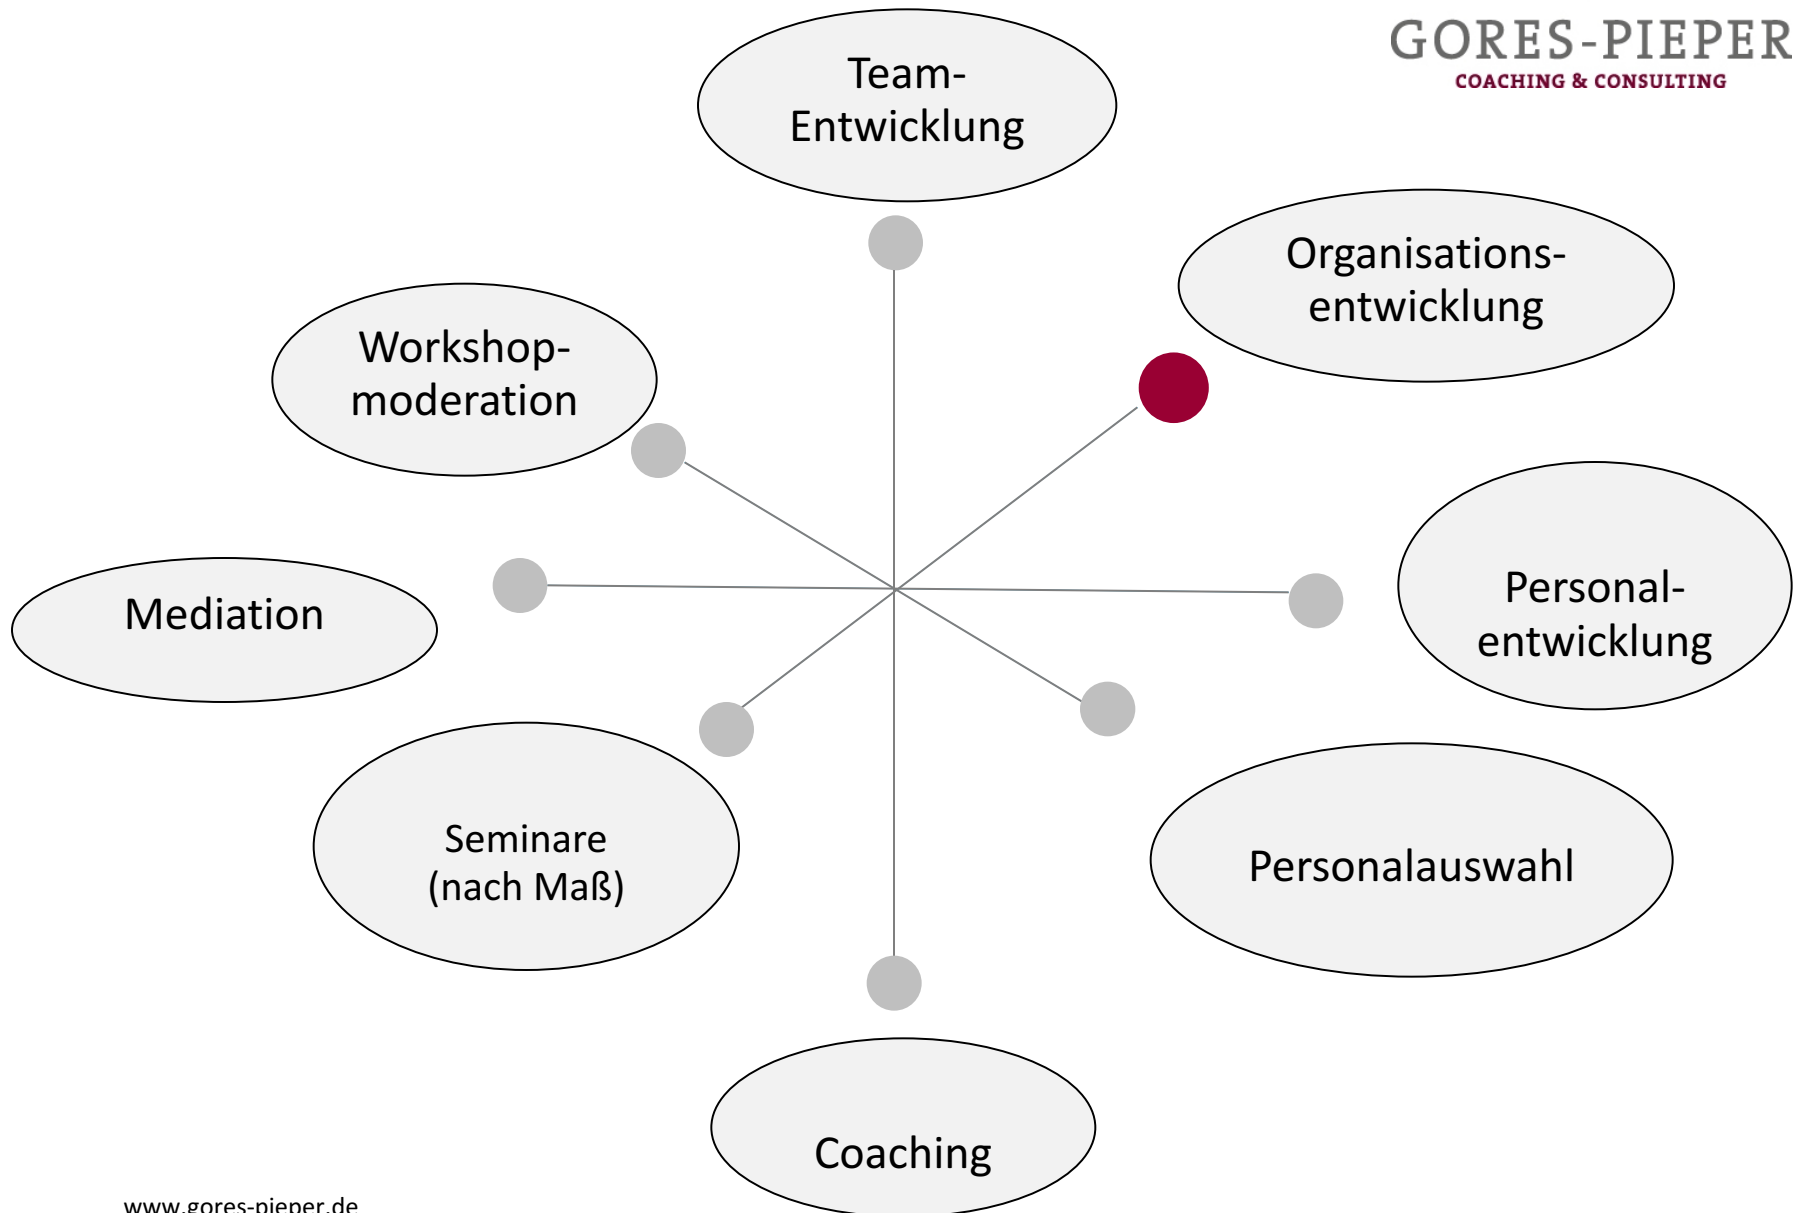 GORES-PIEPER
COACHING & CONSULTING
Team-
Entwicklung
Organisations-
entwicklung
Workshop-
moderation
Personal-
entwicklung
Mediation
Seminare
(nach Maß)
Personalauswahl
Coaching
www.gores-pieper.de